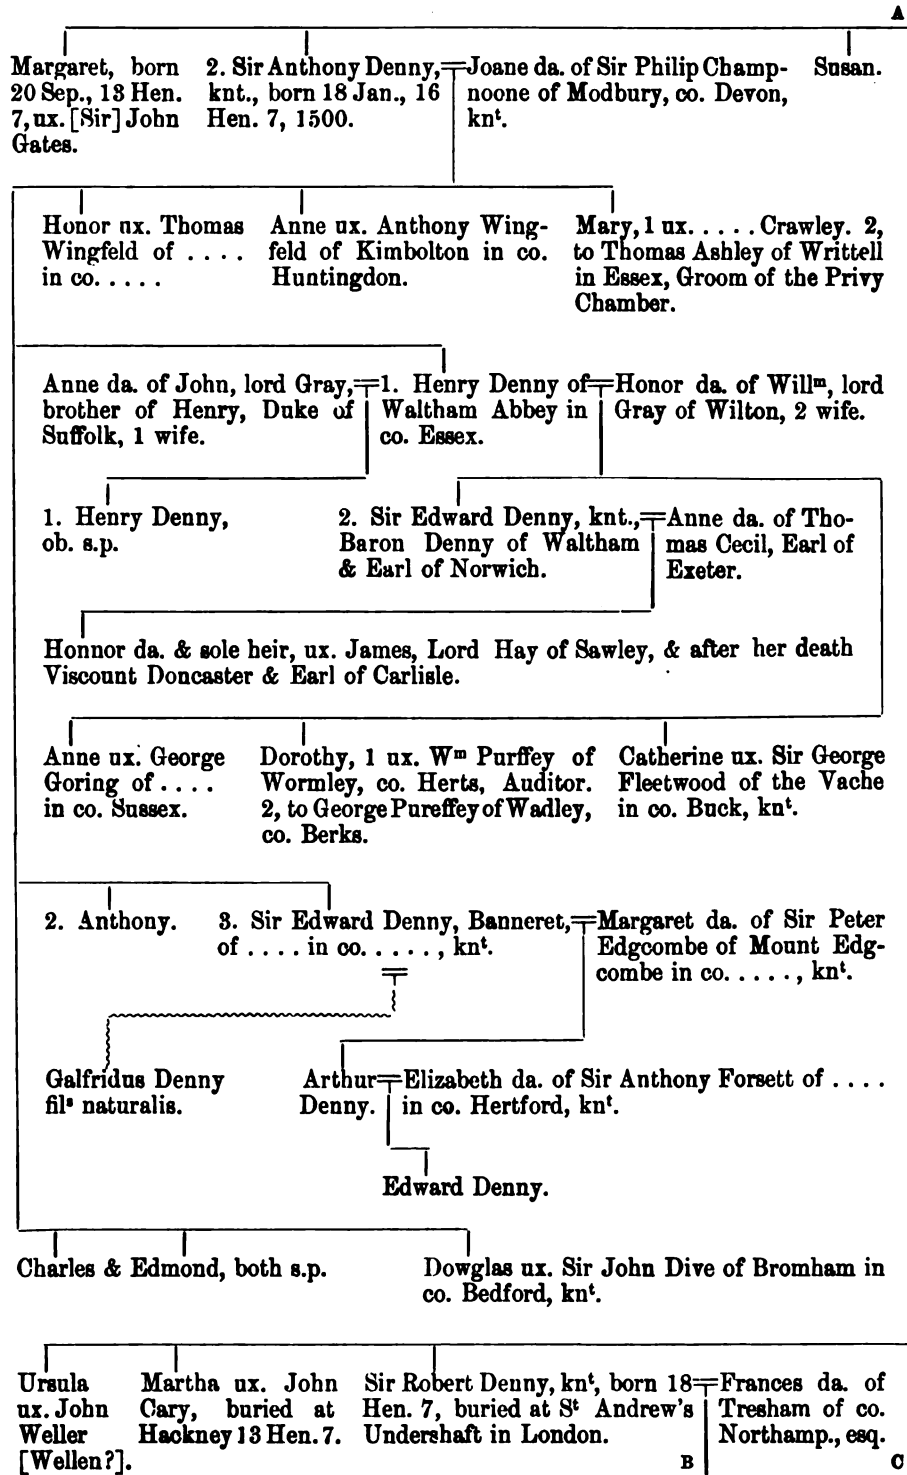 A
Margaret, born
20 Sep., 13 Hen.
7, ux. [Sir] John
Gates.
2. Sir Anthony Denny,
knt., born 18 Jan., 16
Hen. 7, 1500.
Joane da. of Sir Philip Champ-
noone of Modbury, co. Devon,
knᵗ.
Susan.
Honor ux. Thomas
Wingfeld of . . . .
in co. . . . .
Anne ux. Anthony Wing-
feld of Kimbolton in co.
Huntingdon.
Mary, 1 ux. . . . . Crawley. 2,
to Thomas Ashley of Writtell
in Essex, Groom of the Privy
Chamber.
Anne da. of John, lord Gray,
brother of Henry, Duke of
Suffolk, 1 wife.
1. Henry Denny of
Waltham Abbey in
co. Essex.
Honor da. of Willᵐ, lord
Gray of Wilton, 2 wife.
1. Henry Denny,
ob. s.p.
2. Sir Edward Denny, knt.,
Baron Denny of Waltham
& Earl of Norwich.
Anne da. of Tho-
mas Cecil, Earl of
Exeter.
Honnor da. & sole heir, ux. James, Lord Hay of Sawley, & after her death
Viscount Doncaster & Earl of Carlisle.
Anne ux. George
Goring of . . . .
in co. Sussex.
Dorothy, 1 ux. Wᵐ Purffey of
Wormley, co. Herts, Auditor.
2, to George Pureffey of Wadley,
co. Berks.
Catherine ux. Sir George
Fleetwood of the Vache
in co. Buck, knᵗ.
2. Anthony.
3. Sir Edward Denny, Banneret,
of . . . . in co. . . . . , knᵗ.
Margaret da. of Sir Peter
Edgcombe of Mount Edg-
combe in co. . . . . , knᵗ.
Galfridus Denny
filˢ naturalis.
Arthur
Denny.
Elizabeth da. of Sir Anthony Forsett of . . . .
in co. Hertford, knᵗ.
Edward Denny.
Charles & Edmond, both s.p.
Dowglas ux. Sir John Dive of Bromham in
co. Bedford, knᵗ.
Ursula
ux. John
Weller
[Wellen?].
Martha ux. John
Cary, buried at
Hackney 13 Hen. 7.
Sir Robert Denny, knᵗ, born 18
Hen. 7, buried at Sᵗ Andrew's
Undershaft in London.
Frances da. of
Tresham of co.
Northamp., esq.
B
C